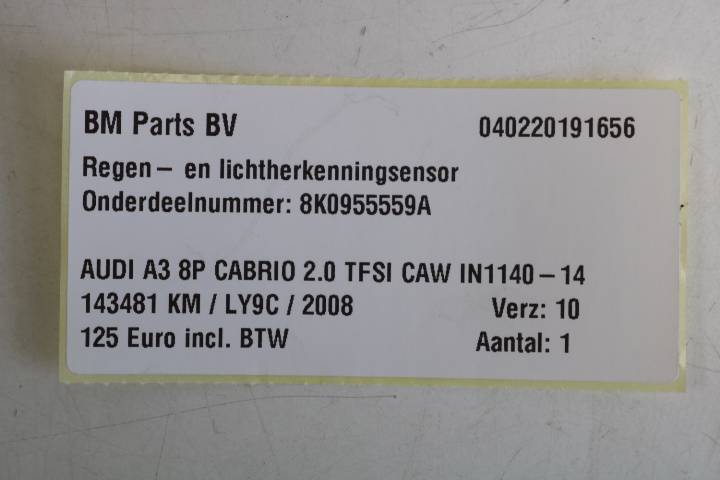 BM Parts BV 040220191656
Regen- en lichtherkenningsensor
Onderdeelnummer: 8K0955559A
AUDI A3 8P CABRIO 2.0 TFSI CAW IN1140-14
143481 KM / LY9C / 2008 Verz: 10
125 Euro incl. BTW Aantal: 1